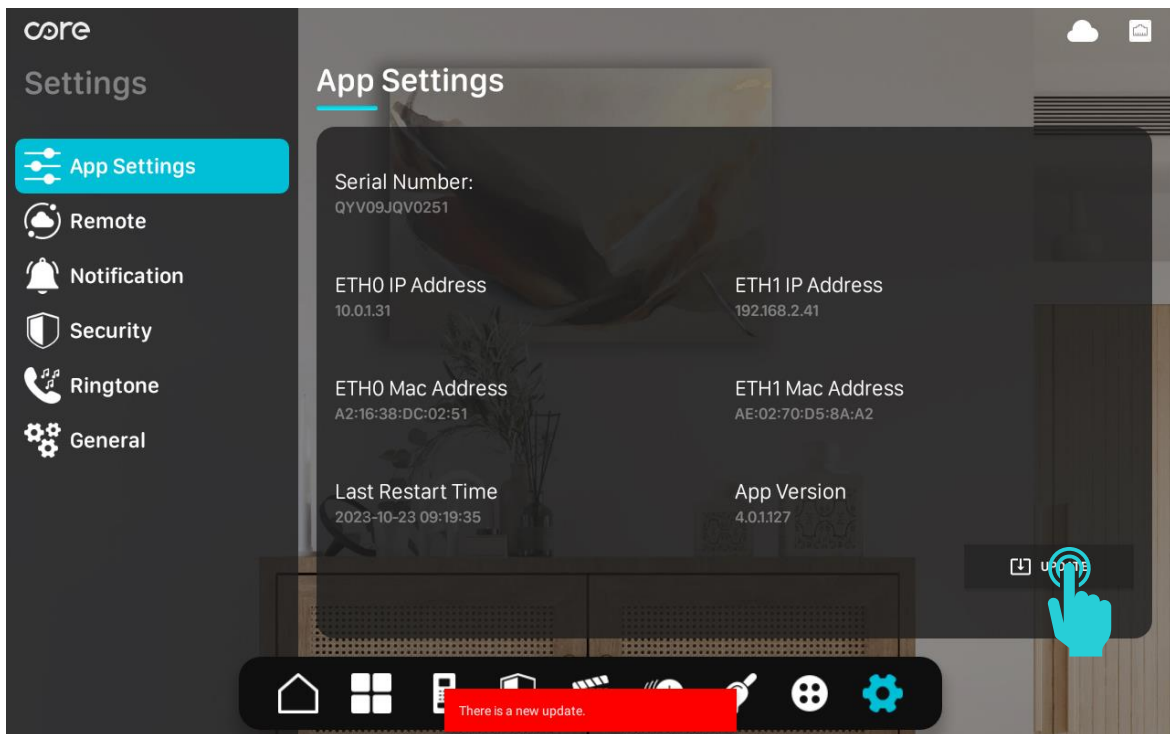 core
Settings
App Settings
Remote
Notification
Security
Ringtone
General
App Settings
Serial Number:
QYV09JQV0251
ETH0 IP Address
10.0.1.31
ETH1 IP Address
192.168.2.41
ETH0 Mac Address
A2:16:38:DC:02:51
ETH1 Mac Address
AE:02:70:D5:8A:A2
Last Restart Time
2023-10-23 09:19:35
App Version
4.0.1.127
UPDATE
There is a new update.